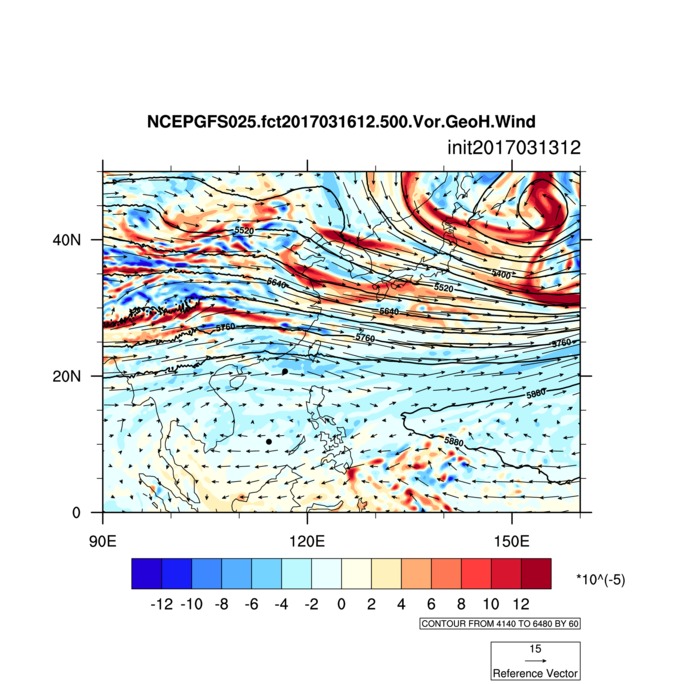 NCEPGFS025.fct2017031612.500.Vor.GeoH.Wind
init2017031312
40N
20N
0
5520
5640
5760
5400
5520
5640
5760
5760
5880
5880
90E 120E 150E
-12 -10 -8 -6 -4 -2 0 2 4 6 8 10 12
*10^(-5)
CONTOUR FROM 4140 TO 6480 BY 60
15
Reference Vector